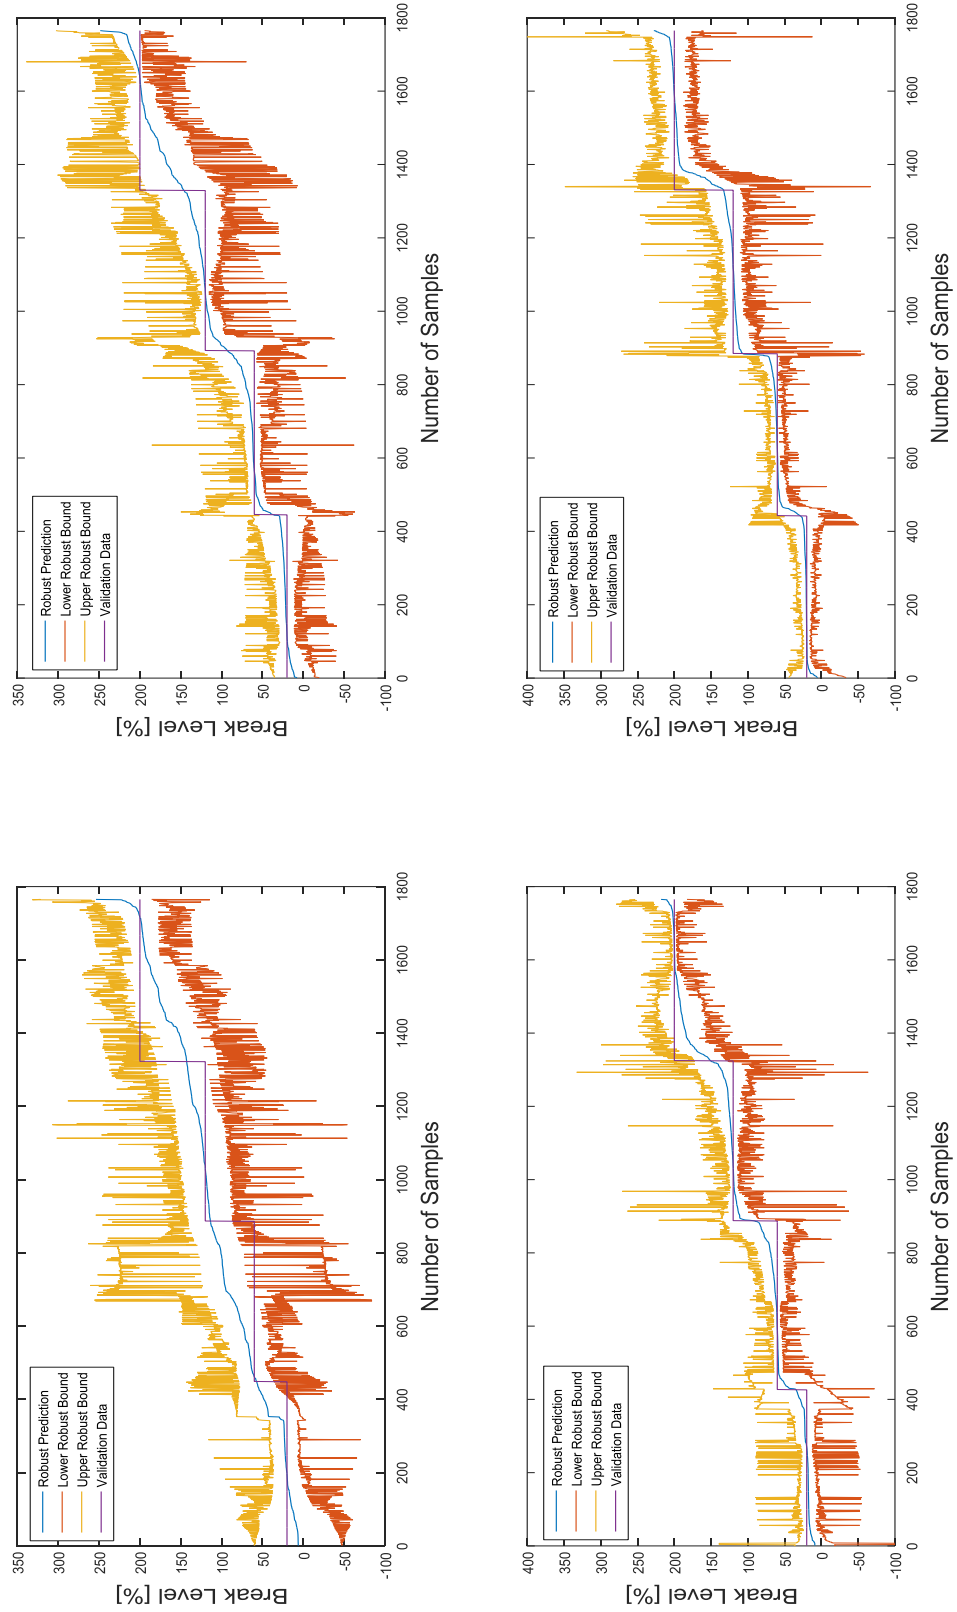 350
300
250
200
150
100
50
0
-50
-100
Break Level [%]
Robust Prediction
Lower Robust Bound
Upper Robust Bound
Validation Data
0 200 400 600 800 1000 1200 1400 1600 1800
Number of Samples
350
300
250
200
150
100
50
0
-50
-100
Break Level [%]
Robust Prediction
Lower Robust Bound
Upper Robust Bound
Validation Data
0 200 400 600 800 1000 1200 1400 1600 1800
Number of Samples
400
300
250
200
150
100
50
0
-50
-100
Break Level [%]
Robust Prediction
Lower Robust Bound
Upper Robust Bound
Validation Data
0 200 400 600 800 1000 1200 1400 1600 1800
Number of Samples
400
300
250
200
150
100
50
0
-50
-100
Break Level [%]
Robust Prediction
Lower Robust Bound
Upper Robust Bound
Validation Data
0 200 400 600 800 1000 1200 1400 1600 1800
Number of Samples